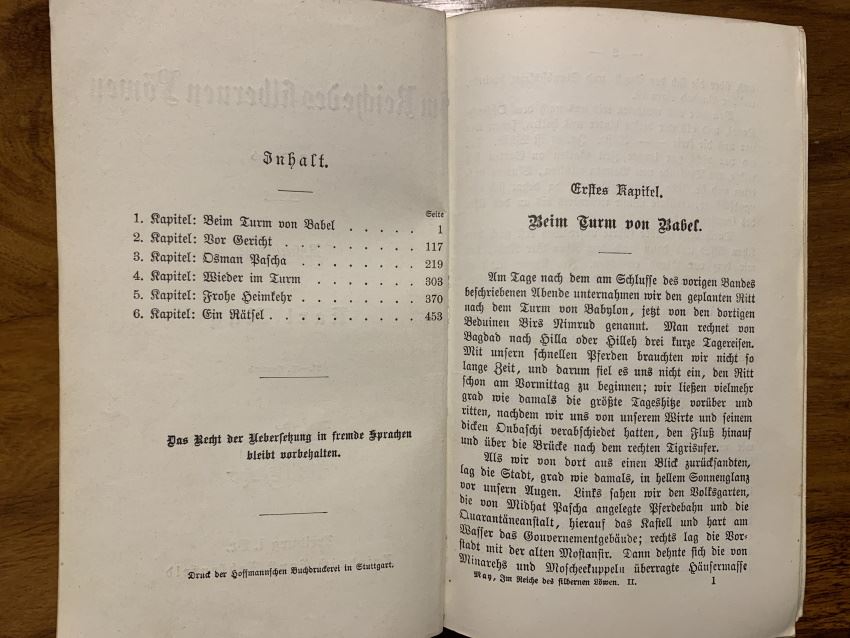 Inhalt.
Seite
1. Kapitel: Beim Turm von Babel . . . . . 1
2. Kapitel: Vor Gericht . . . . . . . . 117
3. Kapitel: Osman Pascha . . . . . . . 219
4. Kapitel: Wieder im Turm . . . . . . 303
5. Kapitel: Frohe Heimkehr . . . . . . 370
6. Kapitel: Ein Rätsel . . . . . . . . . 453
Das Recht der Uebersetzung in fremde Sprachen
bleibt vorbehalten.
Druck der Hoffmannschen Buchdruckerei in Stuttgart.
Erstes Kapitel.
Beim Turm von Babel.
Am Tage nach dem am Schlusse des vorigen Bandes
beschriebenen Abende unternahmen wir den geplanten Ritt
nach dem Turm von Babylon, jetzt von den dortigen
Beduinen Birs Nimrud genannt. Man rechnet von
Bagdad nach Hilla oder Hilleh drei kurze Tagereisen.
Mit unsern schnellen Pferden brauchten wir nicht so
lange Zeit, und darum fiel es uns nicht ein, den Ritt
schon am Vormittag zu beginnen; wir ließen vielmehr
grad wie damals die größte Tageshitze vorüber und
ritten, nachdem wir uns von unserem Wirte und seinem
dicken Onbaschi verabschiedet hatten, den Fluß hinauf
und über die Brücke nach dem rechten Tigrisufer.
Als wir von dort aus einen Blick zurücksandten,
lag die Stadt, grad wie damals, in hellem Sonnenglanz
vor unsern Augen. Links sahen wir den Volksgarten,
die von Midhat Pascha angelegte Pferdebahn und die
Quarantäneanstalt, hierauf das Kastell und hart am
Wasser das Gouvernementgebäude; rechts lag die Vor-
stadt mit der alten Mostansir. Dann dehnte sich die von
Minarehs und Moscheekuppeln überragte Häusermasse
May, Im Reiche des silbernen Löwen. II. 1